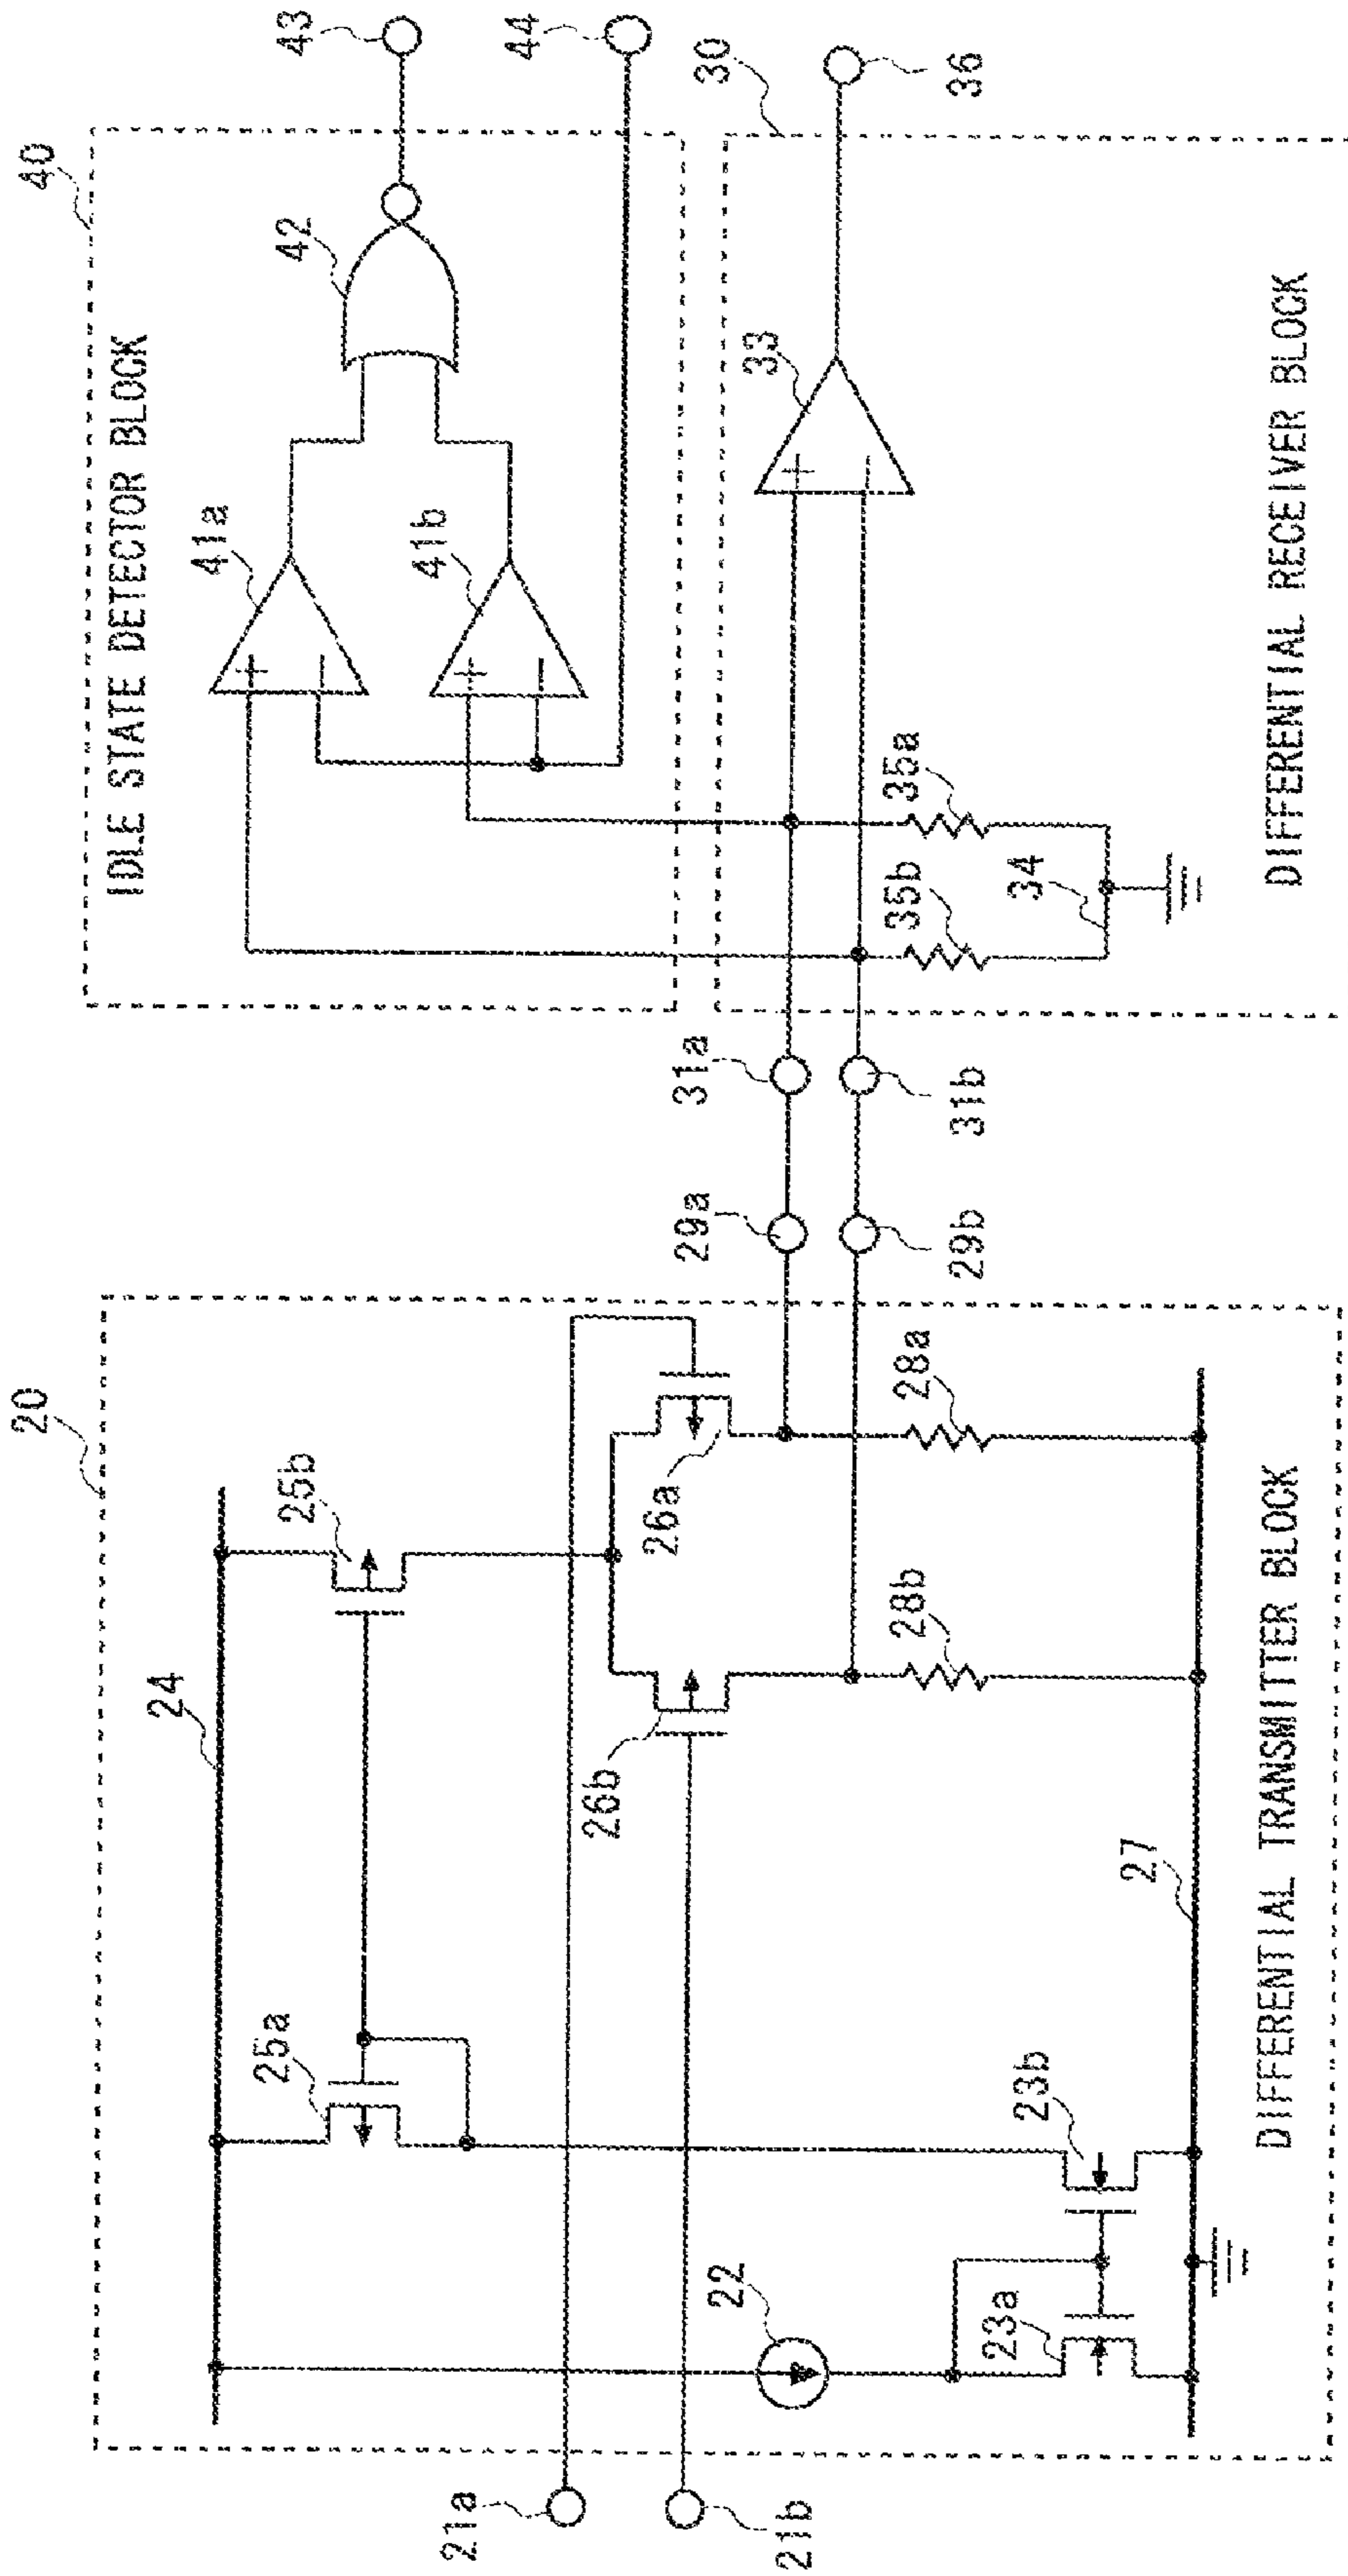 20
24
25a
25b
26a
26b
21a
21b
22
23a
23b
27
28a
28b
DIFFERENTIAL TRANSMITTER BLOCK
29a
29b
31a
31b
40
IDLE STATE DETECTOR BLOCK
41a
41b
42
43
44
30
33
35a
35b
34
36
DIFFERENTIAL RECEIVER BLOCK